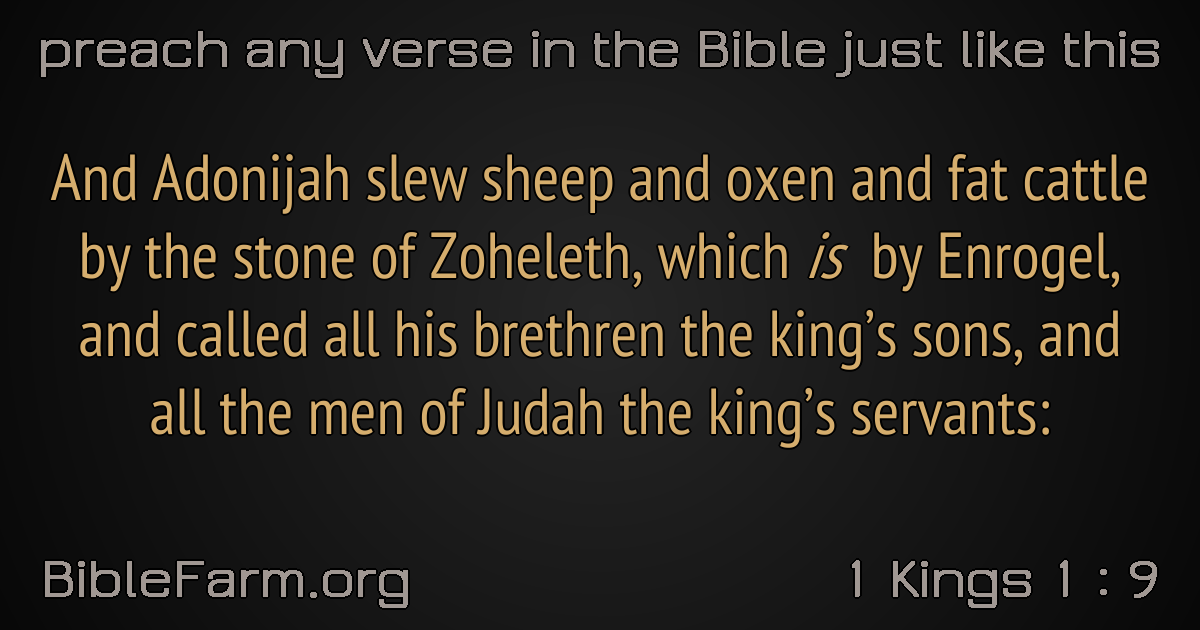 preach any verse in the Bible just like this
And Adonijah slew sheep and oxen and fat cattle
by the stone of Zoheleth, which is by Enrogel,
and called all his brethren the king’s sons, and
all the men of Judah the king’s servants:
BibleFarm.org
1 Kings 1 : 9